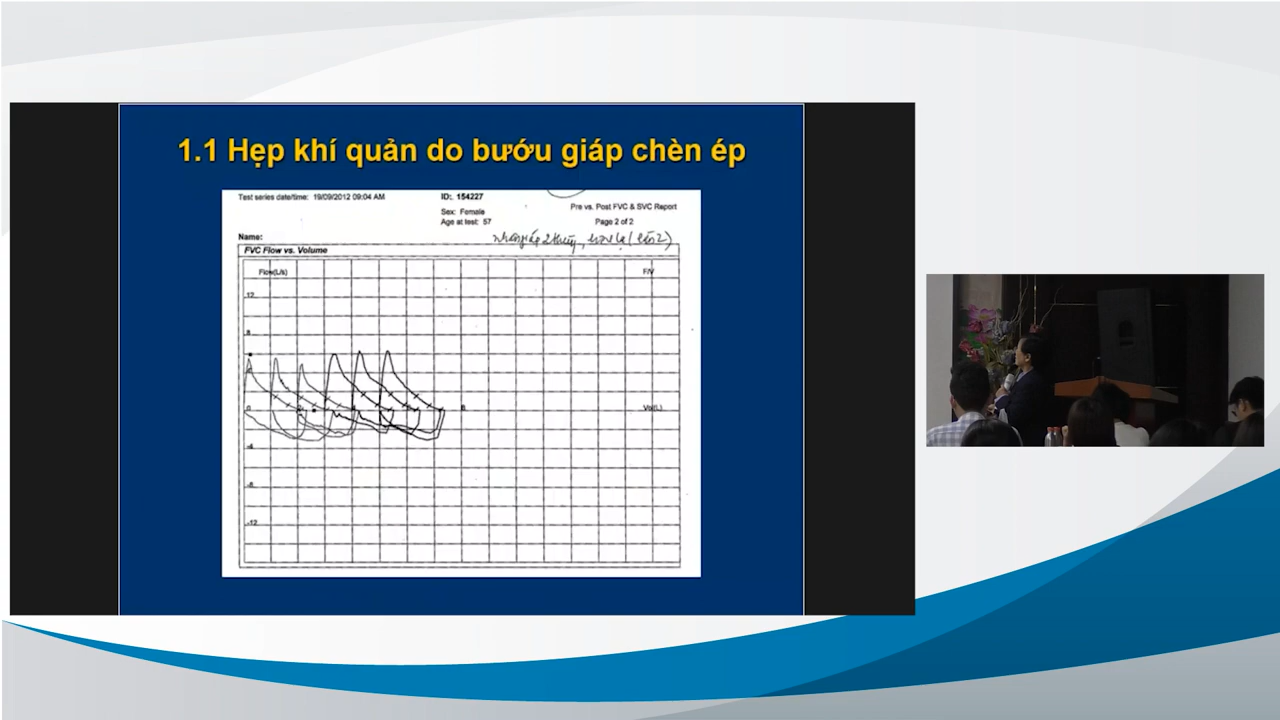 1.1 Hẹp khí quản do bướu giáp chèn ép
Test series date/time: 19/09/2012 09:04 AM
ID: 154227
Sex: Female
Age at test: 57
Pre vs. Post FVC & SVC Report
Page 2 of 2
Name:
FVC Flow vs. Volume
Flow(L/s)
F/V
12
8
0
8
Vol(L)
-4
-8
-12